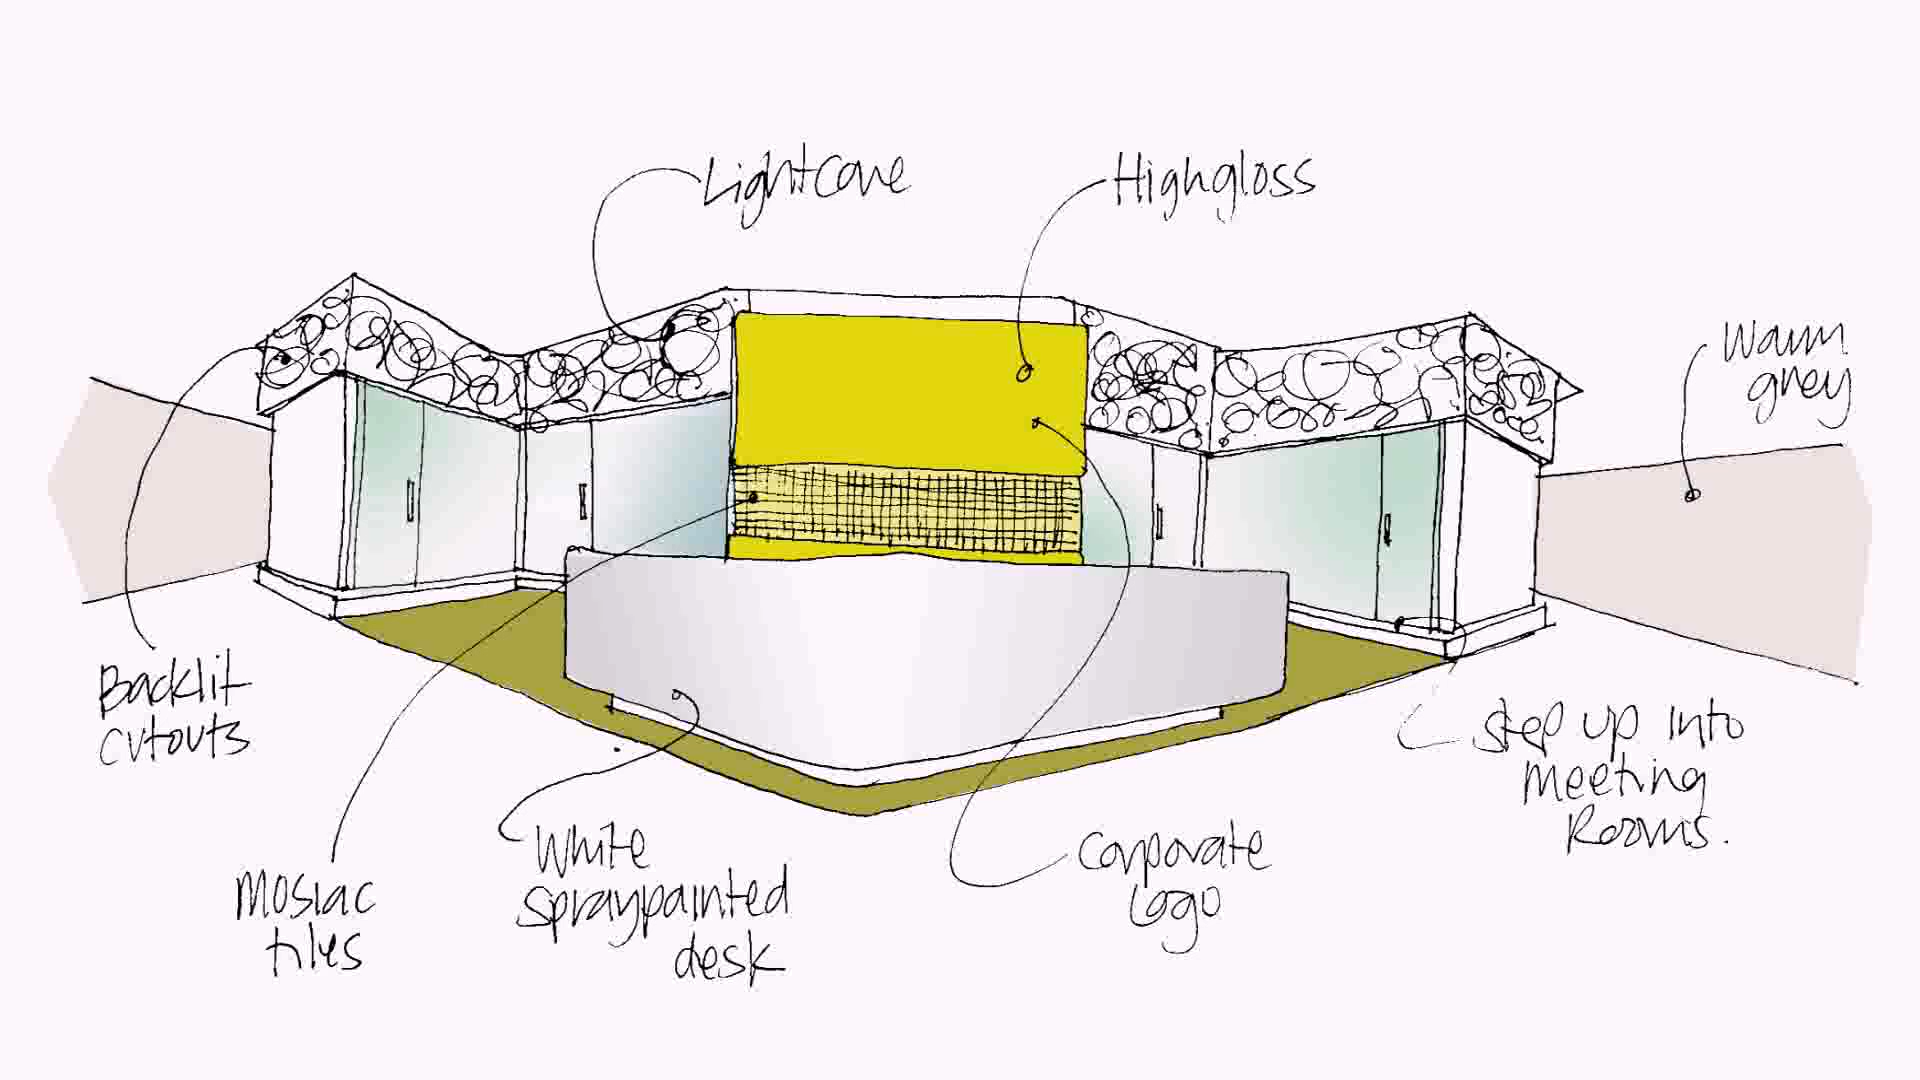 Lightcove
Highgloss
Warm
grey
Backlit
cutouts
Step up into
Meeting
Rooms.
White
spraypainted
desk
Corporate
Logo
Mosiac
tiles